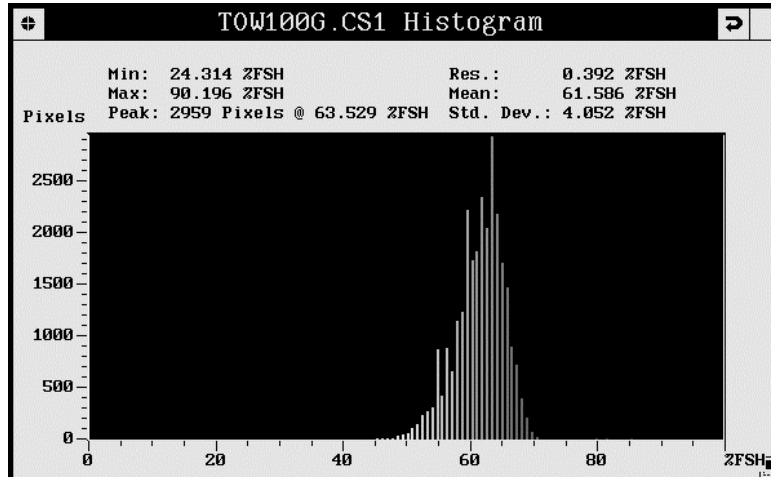 TOW100G.CS1 Histogram
Min: 24.314 %FSH Res.: 0.392 %FSH
Max: 90.196 %FSH Mean: 61.586 %FSH
Pixels Peak: 2959 Pixels @ 63.529 %FSH Std. Dev.: 4.052 %FSH
2500
2000
1500
1000
500
0
0 20 40 60 80 %FSH